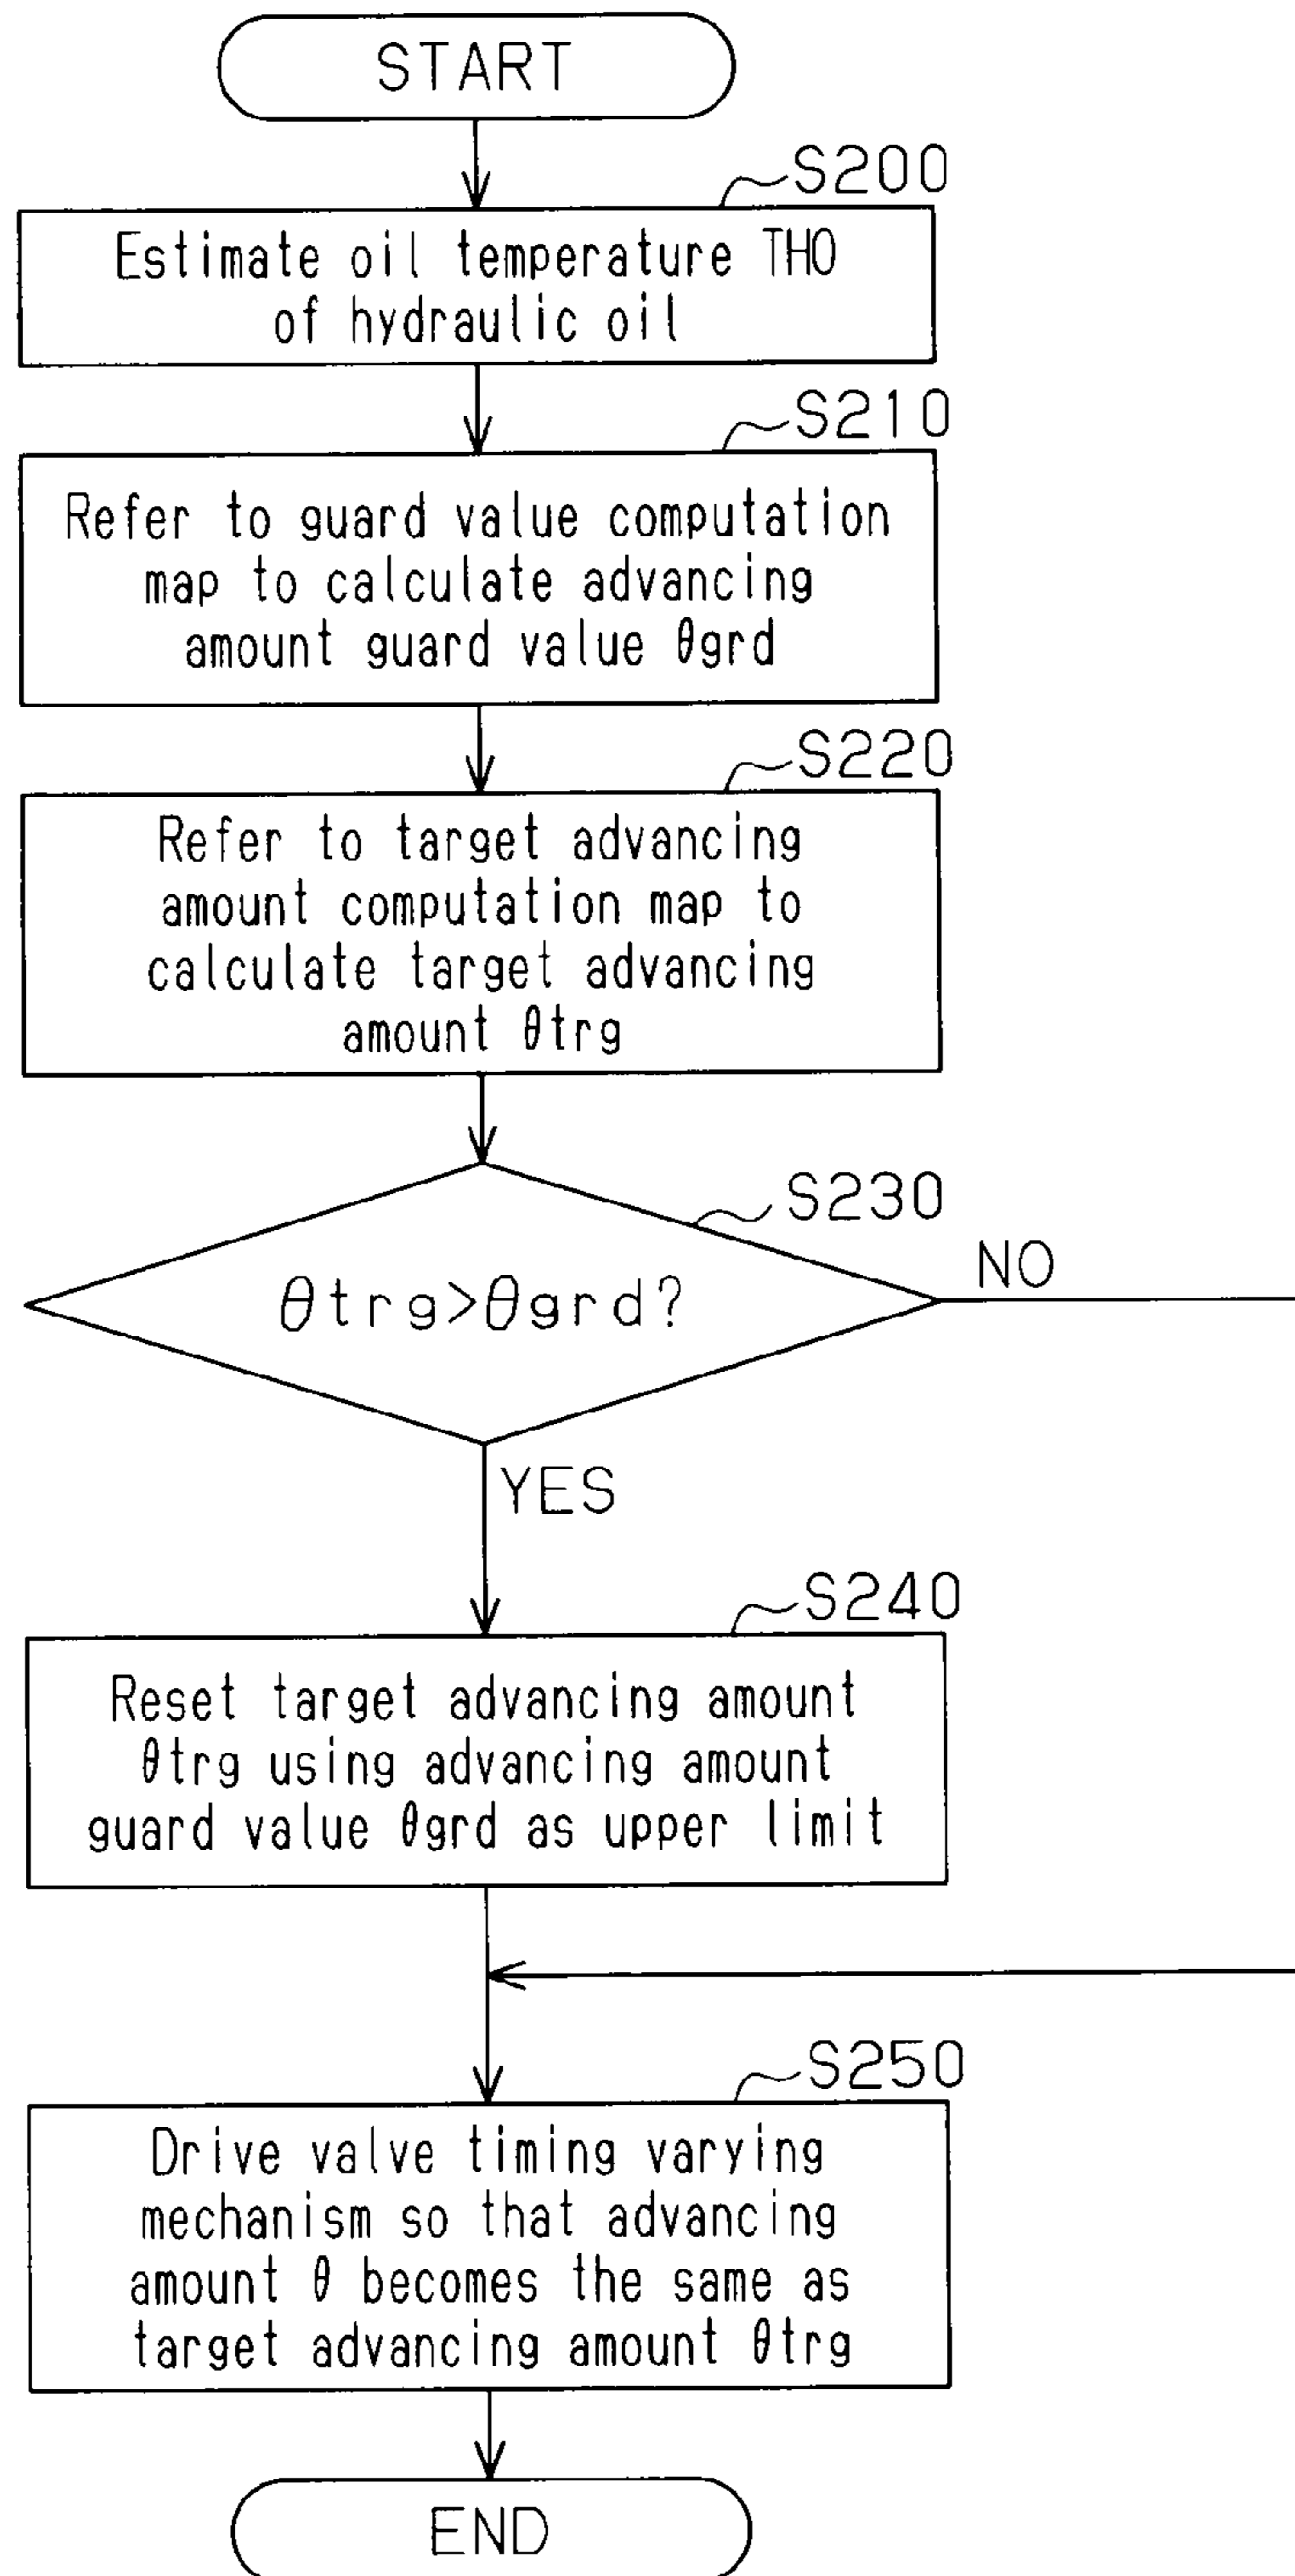 START
S200
Estimate oil temperature THO
of hydraulic oil
S210
Refer to guard value computation
map to calculate advancing
amount guard value θgrd
S220
Refer to target advancing
amount computation map to
calculate target advancing
amount θtrg
S230
θtrg>θgrd?
NO
YES
S240
Reset target advancing amount
θtrg using advancing amount
guard value θgrd as upper limit
S250
Drive valve timing varying
mechanism so that advancing
amount θ becomes the same as
target advancing amount θtrg
END